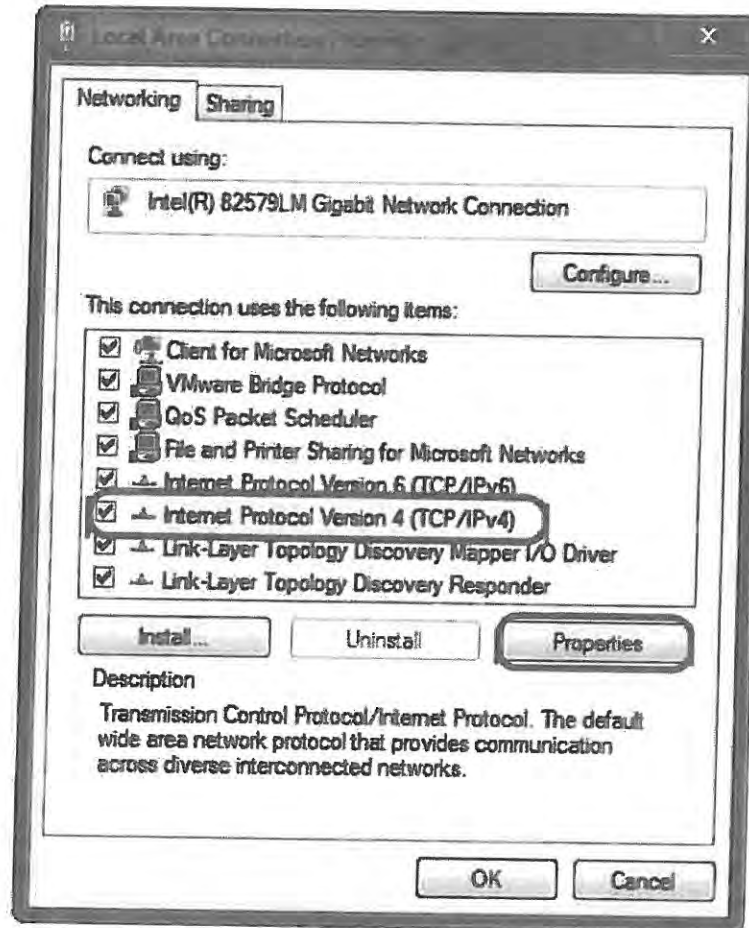 Local Area Connection Properties
Networking
Sharing
Connect using:
Intel(R) 82579LM Gigabit Network Connection
Configure...
This connection uses the following items:
Client for Microsoft Networks
VMware Bridge Protocol
QoS Packet Scheduler
File and Printer Sharing for Microsoft Networks
Internet Protocol Version 6 (TCP/IPv6)
Internet Protocol Version 4 (TCP/IPv4)
Link-Layer Topology Discovery Mapper I/O Driver
Link-Layer Topology Discovery Responder
Install...
Uninstall
Properties
Description
Transmission Control Protocol/Internet Protocol. The default
wide area network protocol that provides communication
across diverse interconnected networks.
OK
Cancel